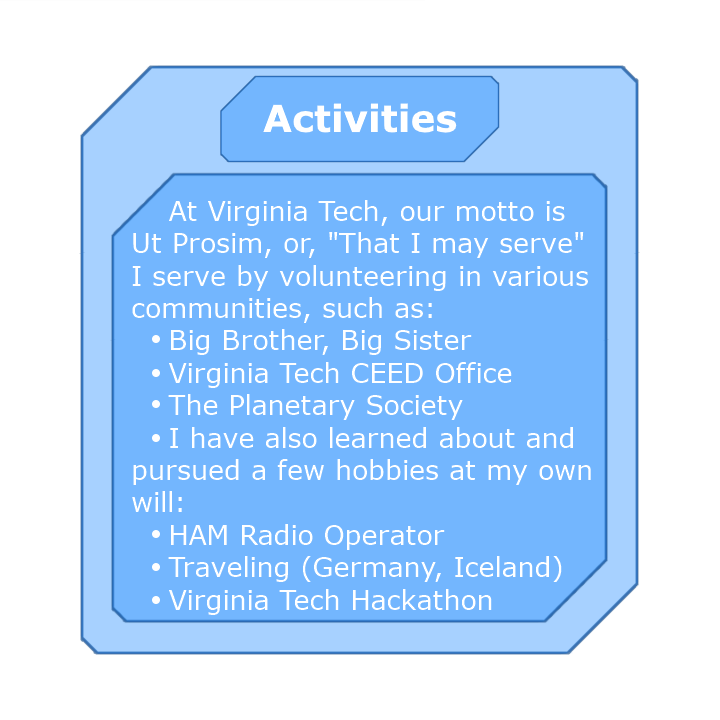 Activities
At Virginia Tech, our motto is
Ut Prosim, or, "That I may serve"
I serve by volunteering in various
communities, such as:
• Big Brother, Big Sister
• Virginia Tech CEED Office
• The Planetary Society
• I have also learned about and
pursued a few hobbies at my own
will:
• HAM Radio Operator
• Traveling (Germany, Iceland)
• Virginia Tech Hackathon